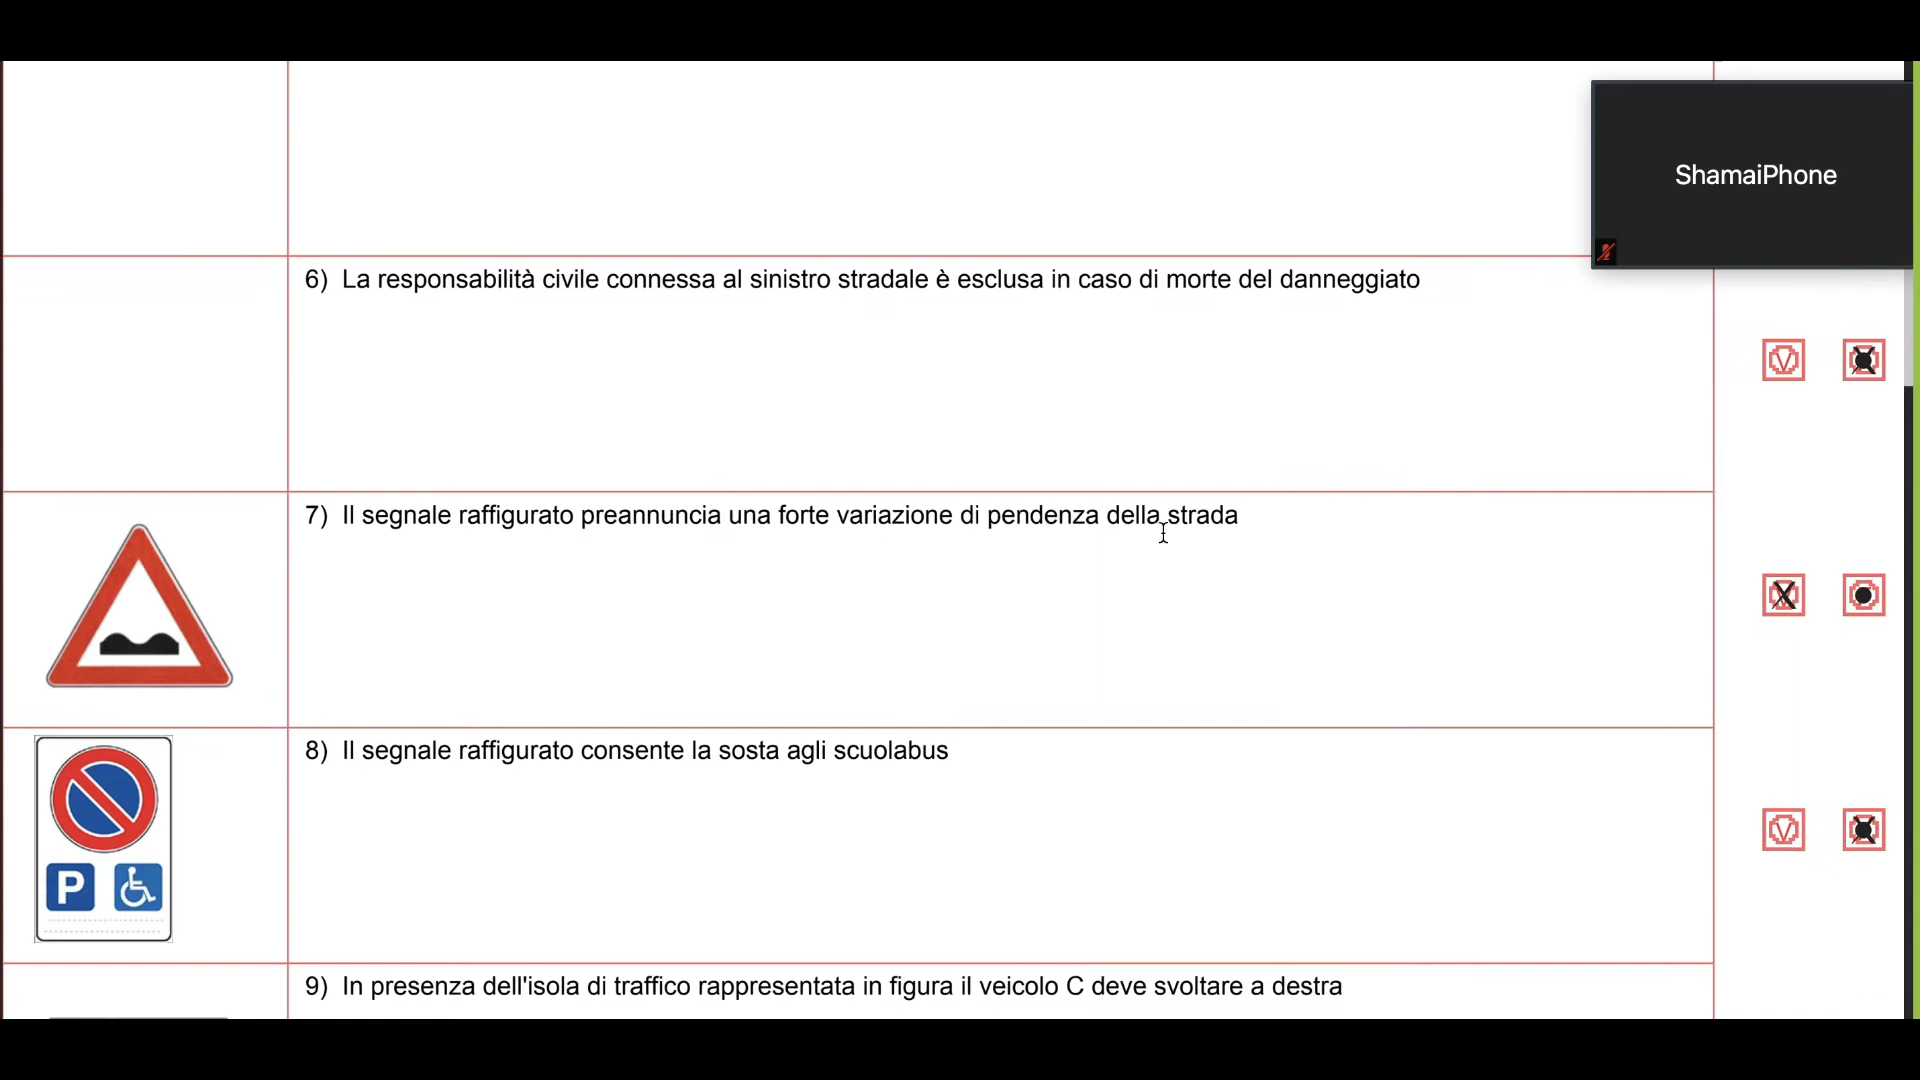 ShamaiPhone
6) La responsabilità civile connessa al sinistro stradale è esclusa in caso di morte del danneggiato
V
7) Il segnale raffigurato preannuncia una forte variazione di pendenza della strada
V
8) Il segnale raffigurato consente la sosta agli scuolabus
V
P
9) In presenza dell'isola di traffico rappresentata in figura il veicolo C deve svoltare a destra